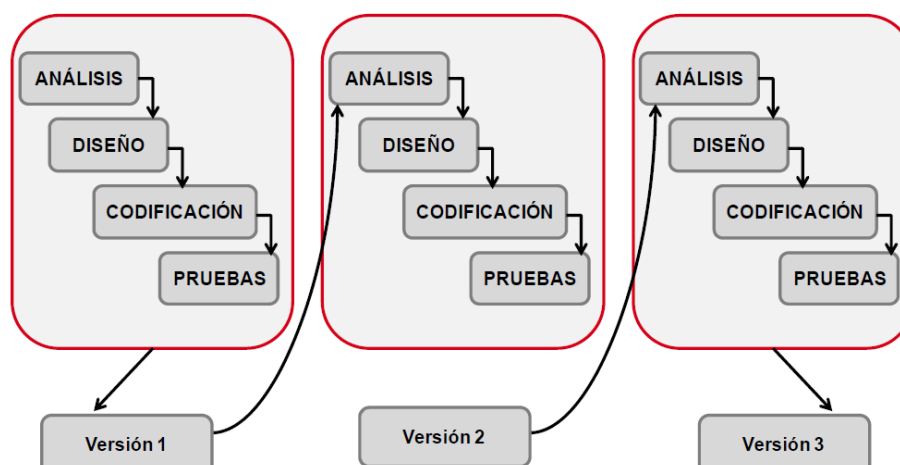 ANÁLISIS
DISEÑO
CODIFICACIÓN
PRUEBAS
ANÁLISIS
DISEÑO
CODIFICACIÓN
PRUEBAS
ANÁLISIS
DISEÑO
CODIFICACIÓN
PRUEBAS
Versión 1
Versión 2
Versión 3